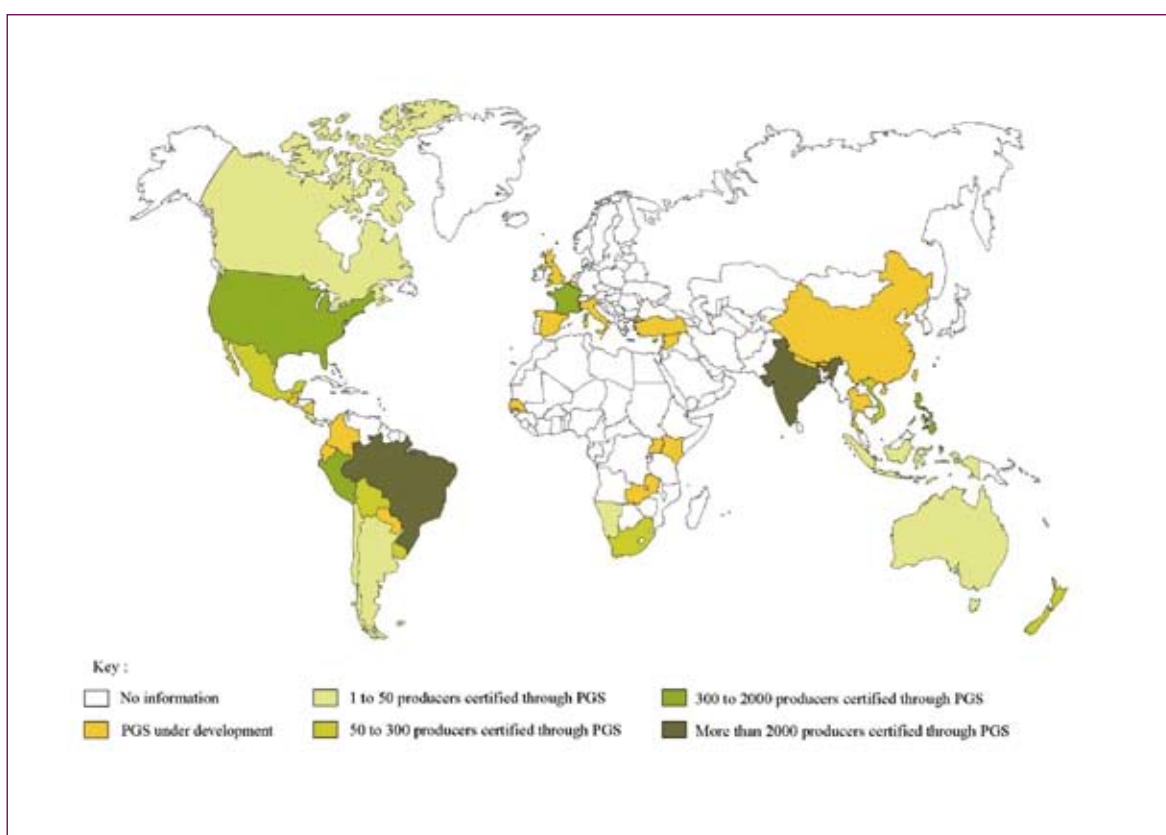 Key :
No information
1 to 50 producers certified through PGS
300 to 2000 producers certified through PGS
PGS under development
50 to 300 producers certified through PGS
More than 2000 producers certified through PGS